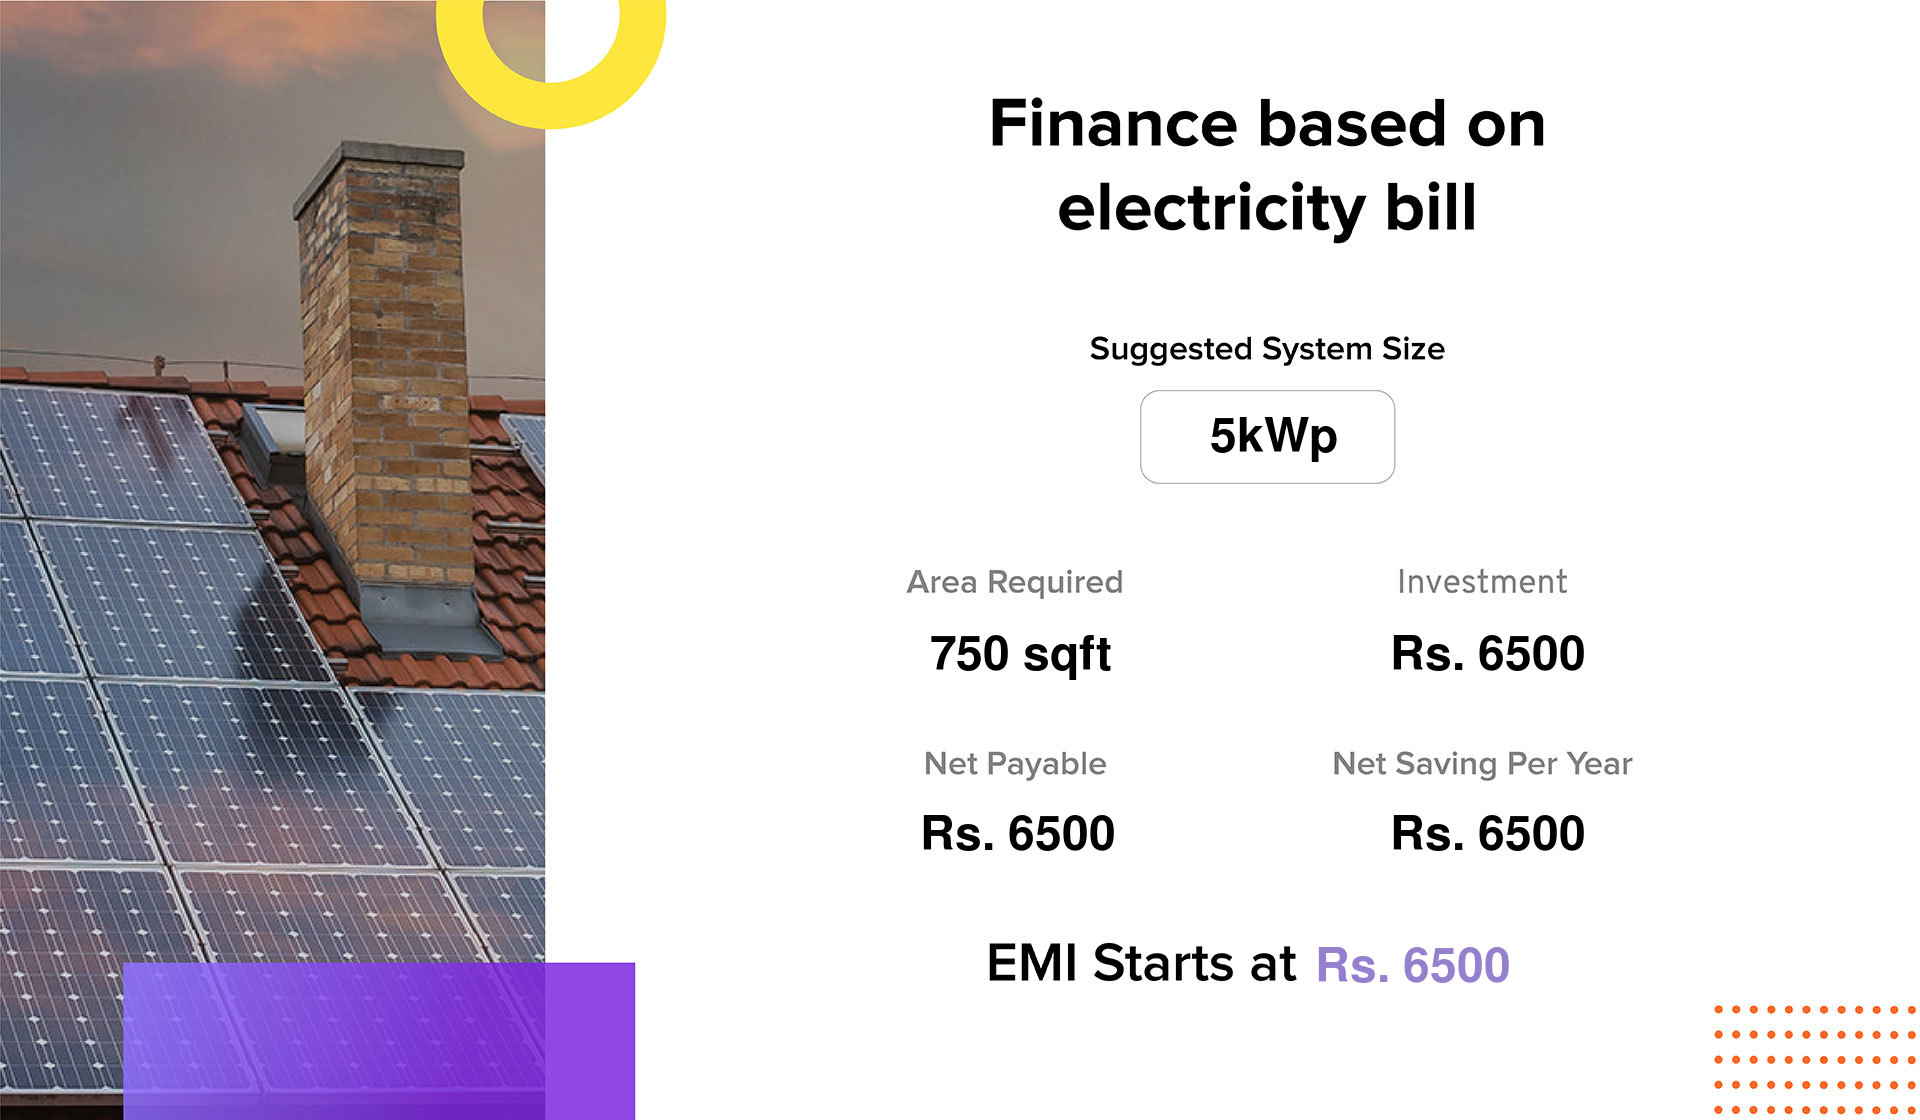 Finance based on
electricity bill
Suggested System Size
5kWp
Area Required
750 sqft
Investment
Rs. 6500
Net Payable
Rs. 6500
Net Saving Per Year
Rs. 6500
EMI Starts at Rs. 6500